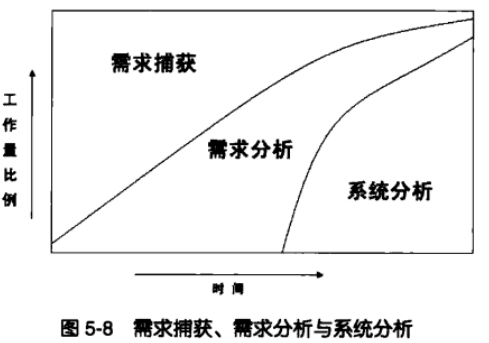 需求捕获
工作量比例
需求分析
系统分析
时间
图 5-8 需求捕获、需求分析与系统分析